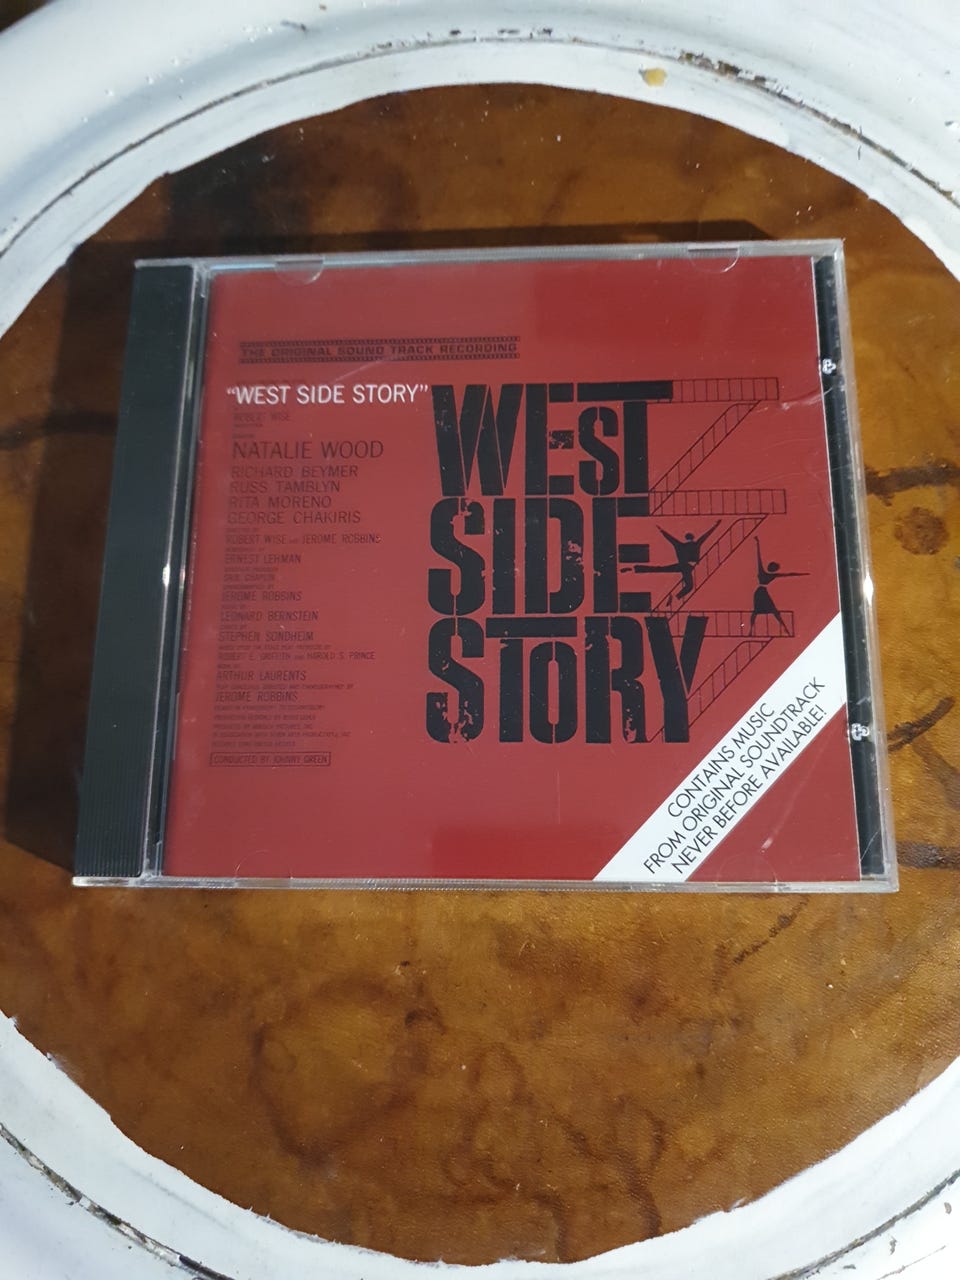 THE ORIGINAL SOUND TRACK RECORDING
"WEST SIDE STORY"
ROBERT WISE
NATALIE WOOD
RICHARD BEYMER
RUSS TAMBLYN
RITA MORENO
GEORGE CHAKIRIS
ROBERT WISE AND JEROME ROBBINS
ERNEST LEHMAN
SAUL CHAPLIN
JEROME ROBBINS
LEONARD BERNSTEIN
STEPHEN SONDHEIM
ROBERT E. GRIFFITH AND HAROLD S. PRINCE
ARTHUR LAURENTS
JEROME ROBBINS
CONDUCTED BY JOHNNY GREEN
WEST
SIDE
STORY
CONTAINS MUSIC
FROM ORIGINAL SOUNDTRACK
NEVER BEFORE AVAILABLE!